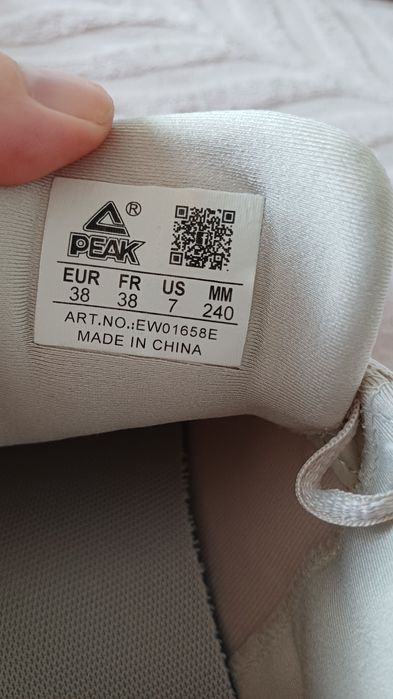 ®
PEAK
EUR FR US MM
38 38 7 240
ART.NO.:EW01658E
MADE IN CHINA